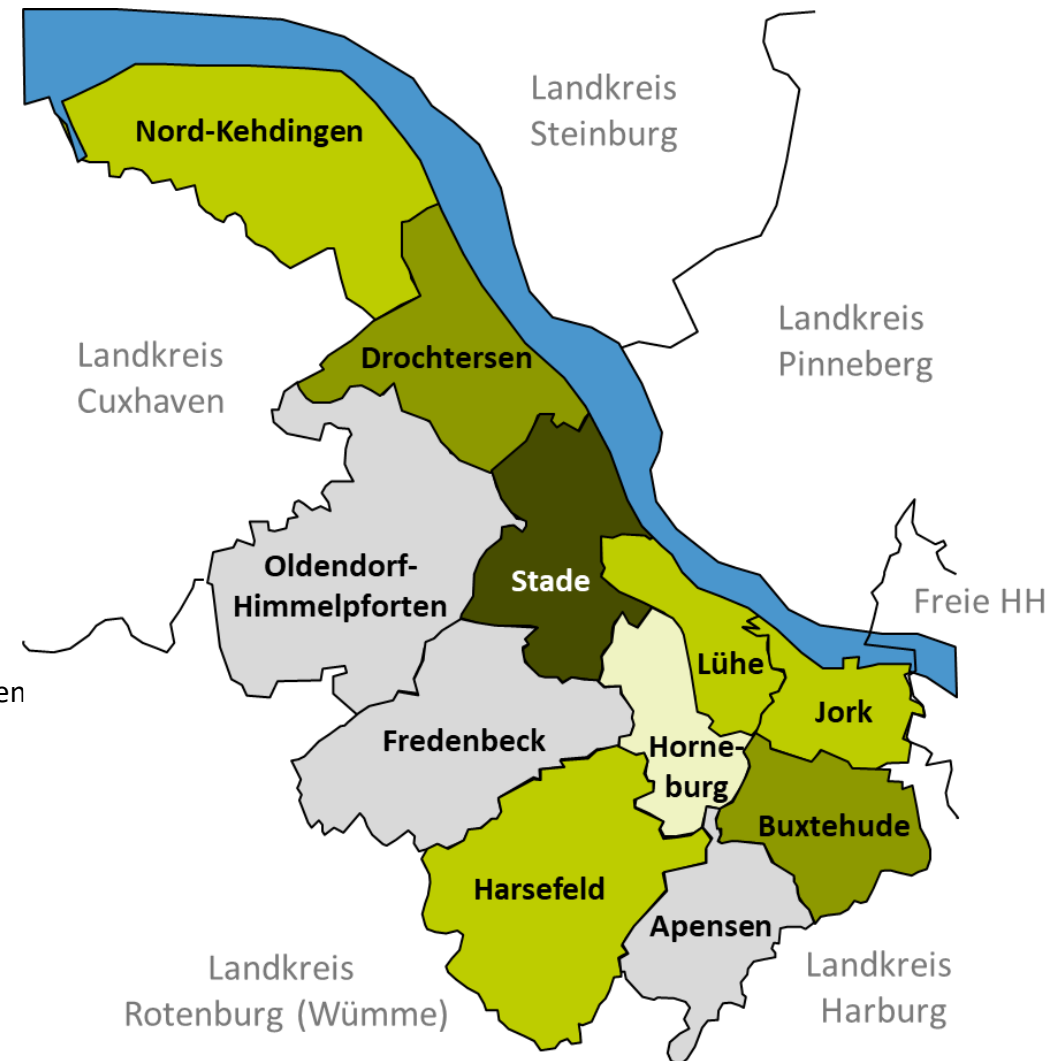 Landkreis
Steinburg
Nord-Kehdingen
Landkreis
Pinneberg
Landkreis
Cuxhaven
Drochtersen
Oldendorf-
Himmelpforten
Stade
Freie HH
Lühe
en
Jork
Fredenbeck
Horne-
burg
Buxtehude
Harsefeld
Apensen
Landkreis
Rotenburg (Wümme)
Landkreis
Harburg